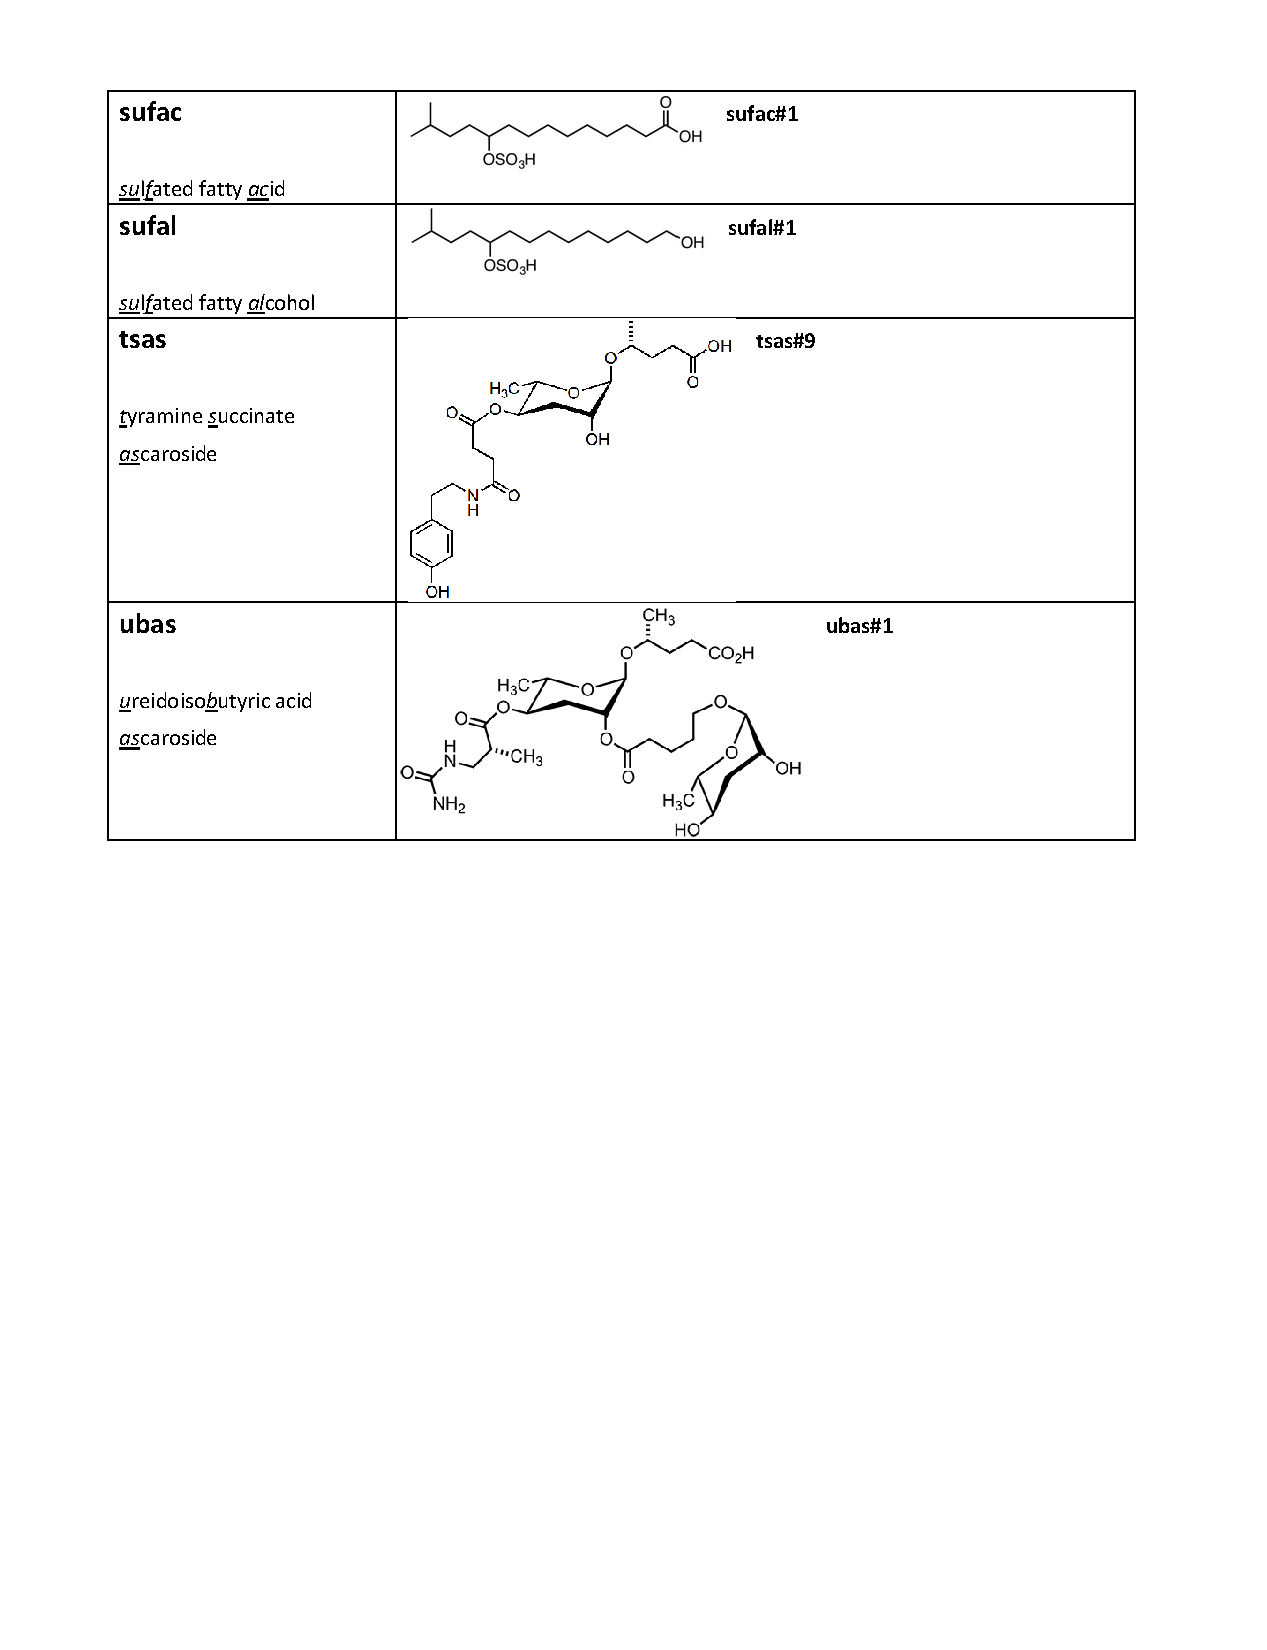 sufac
sulfated fatty acid
O
OH
OSO₃H
sufac#1
sufal
sulfated fatty alcohol
OH
OSO₃H
sufal#1
tsas
tyramine succinate
ascaroside
O
OH
O
H₃C
O
O
O
OH
N
H
O
OH
tsas#9
ubas
ureidoisobutyric acid
ascaroside
CH₃
O
CO₂H
H₃C
O
O
O
O
O
H
N
CH₃
O
NH₂
O
O
OH
H₃C
HO
ubas#1